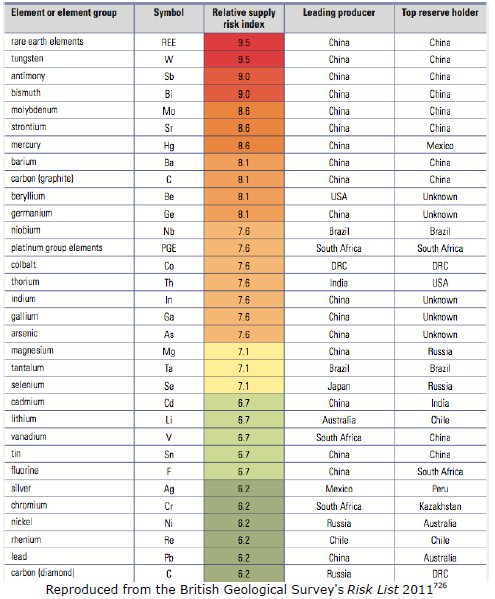 Element or element group Symbol Relative supply risk index Leading producer Top reserve holder
rare earth elements REE 9.5 China China
tungsten W 9.5 China China
antimony Sb 9.0 China China
bismuth Bi 9.0 China China
molybdenum Mo 8.6 China China
strontium Sr 8.6 China China
mercury Hg 8.6 China Mexico
barium Ba 8.1 China China
carbon (graphite) C 8.1 China China
beryllium Be 8.1 USA Unknown
germanium Ge 8.1 China Unknown
niobium Nb 7.6 Brazil Brazil
platinum group elements PGE 7.6 South Africa South Africa
colbalt Co 7.6 DRC DRC
thorium Th 7.6 India USA
indium In 7.6 China Unknown
gallium Ga 7.6 China Unknown
arsenic As 7.6 China Unknown
magnesium Mg 7.1 China Russia
tantalum Ta 7.1 Brazil Brazil
selenium Se 7.1 Japan Russia
cadmium Cd 6.7 China India
lithium Li 6.7 Australia Chile
vanadium V 6.7 South Africa China
tin Sn 6.7 China China
fluorine F 6.7 China South Africa
silver Ag 6.2 Mexico Peru
chromium Cr 6.2 South Africa Kazakhstan
nickel Ni 6.2 Russia Australia
rhenium Re 6.2 Chile Chile
lead Pb 6.2 China Australia
carbon (diamond) C 6.2 Russia DRC
Reproduced from the British Geological Survey's Risk List 2011726